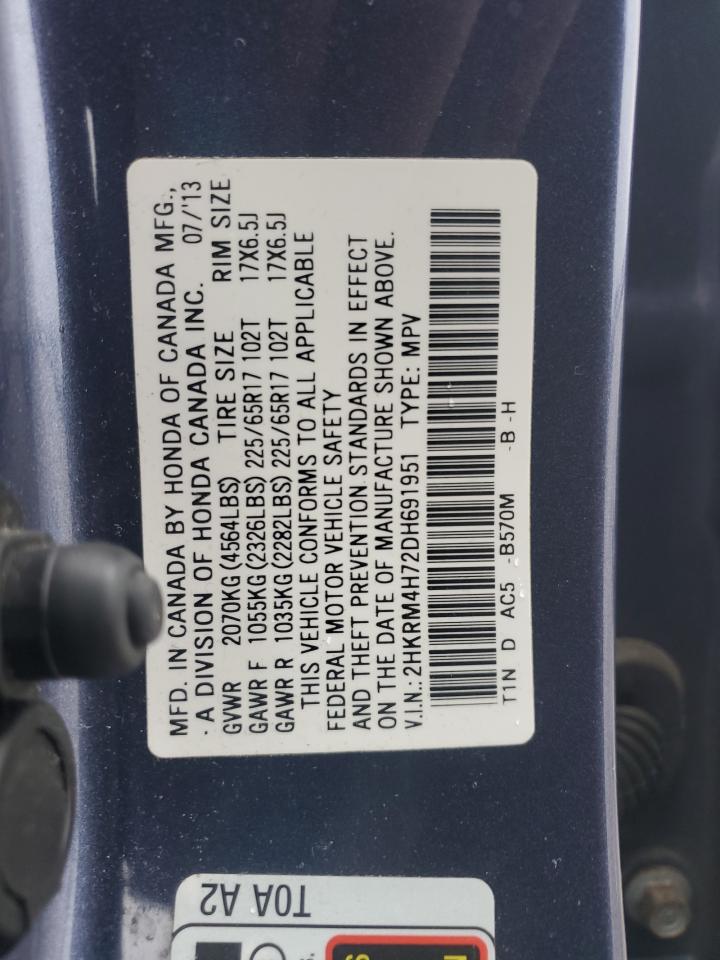 MFD. IN CANADA BY HONDA OF CANADA MFG.,
A DIVISION OF HONDA CANADA INC. 07/'13
GVWR 2070KG (4564LBS) TIRE SIZE RIM SIZE
GAWR F 1055KG (2326LBS) 225/65R17 102T 17X6.5J
GAWR R 1035KG (2282LBS) 225/65R17 102T 17X6.5J
THIS VEHICLE CONFORMS TO ALL APPLICABLE
FEDERAL MOTOR VEHICLE SAFETY
AND THEFT PREVENTION STANDARDS IN EFFECT
ON THE DATE OF MANUFACTURE SHOWN ABOVE.
V.I.N.: 2HKRM4H72DH691951 TYPE: MPV
T1N D AC5 -B570M -B -H
T0A A2